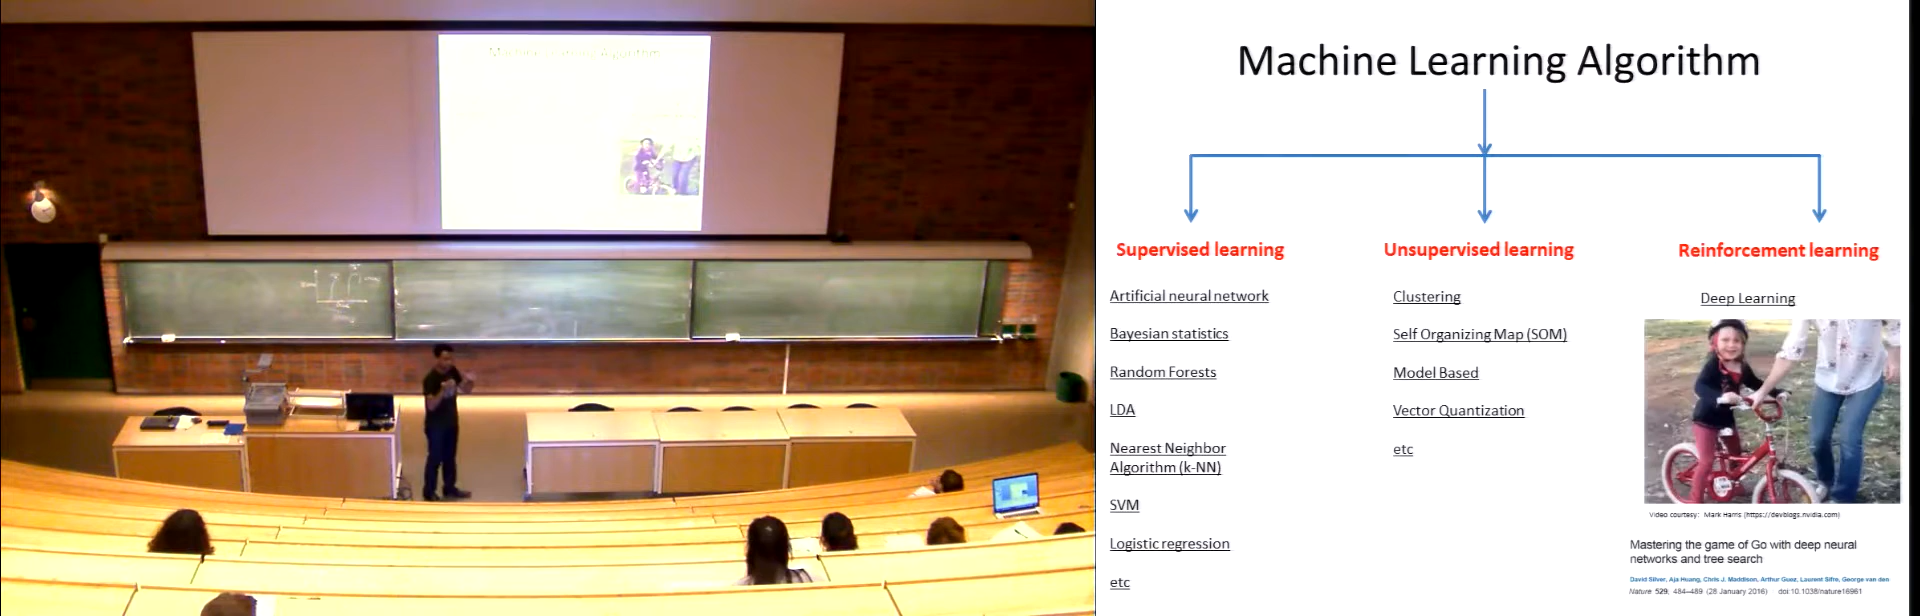 Machine Learning Algorithm
Machine Learning Algorithm
Supervised learning
Artificial neural network
Bayesian statistics
Random Forests
LDA
Nearest Neighbor
Algorithm (k-NN)
SVM
Logistic regression
etc
Unsupervised learning
Clustering
Self Organizing Map (SOM)
Model Based
Vector Quantization
etc
Reinforcement learning
Deep Learning
Video courtesy: Mark Harris (https://devblogs.nvidia.com)
Mastering the game of Go with deep neural
networks and tree search
David Silver, Aja Huang, Chris J. Maddison, Arthur Guez, Laurent Sifre, George van den
Nature 529, 484–489 (28 January 2016) doi:10.1038/nature16961